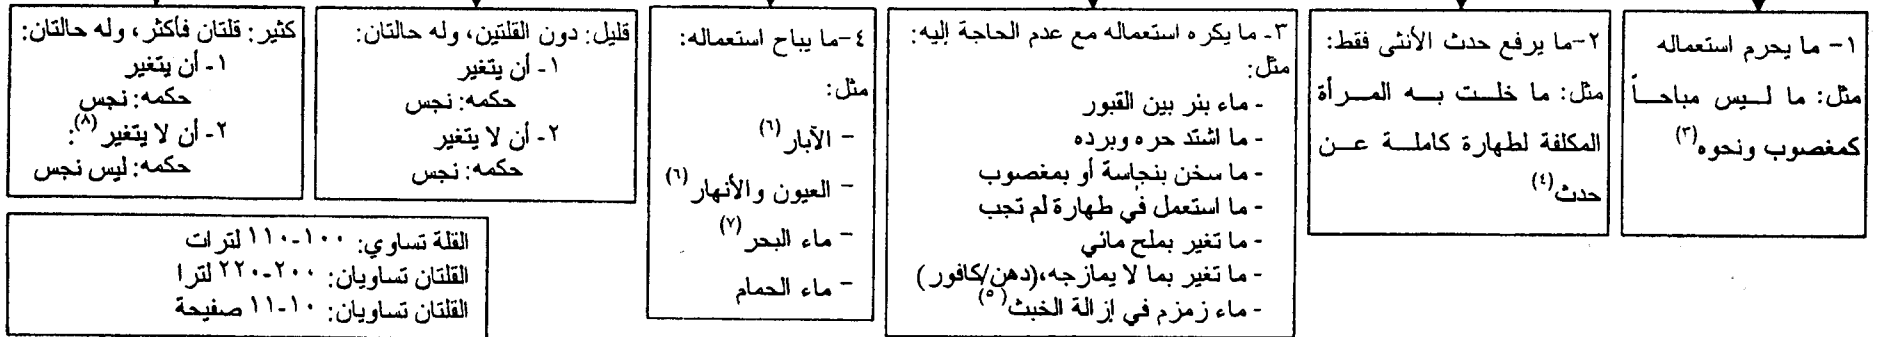 ١- ما يحرم استعماله
مثل: ما ليس مباحاً
كمغصوب ونحوه(٣)
٢-ما يرفع حدث الأنثى فقط:
مثل: ما خلت به المرأة
المكلفة لطهارة كاملة عن
حدث(٤)
٣- ما يكره استعماله مع عدم الحاجة إليه:
مثل:
- ماء بئر بين القبور
- ما اشتد حره وبرده
- ما سخن بنجاسة أو بمغصوب
- ما استعمل في طهارة لم تجب
- ما تغير بملح مائي
- ما تغير بما لا يمازجه،(دهن/كافور)
- ماء زمزم في إزالة الخبث(٥)
٤-ما يباح استعماله:
مثل:
- الآبار(٦)
- العيون والأنهار(٦)
- ماء البحر(٧)
- ماء الحمام
قليل: دون القلتين، وله حالتان:
١- أن يتغير
حكمه: نجس
٢- أن لا يتغير
حكمه: نجس
كثير: قلتان فأكثر، وله حالتان:
١- أن يتغير
حكمه: نجس
٢- أن لا يتغير(٨):
حكمه: ليس نجس
القلة تساوي: ١٠٠-١١٠ لترات
القلتان تساويان: ٢٠٠-٢٢٠ لترا
القلتان تساويان: ١٠-١١ صفيحة